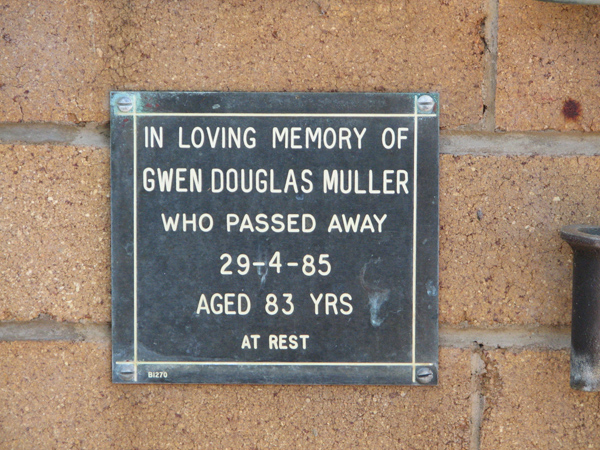 IN LOVING MEMORY OF
GWEN DOUGLAS MULLER
WHO PASSED AWAY
29-4-85
AGED 83 YRS
AT REST
B1270